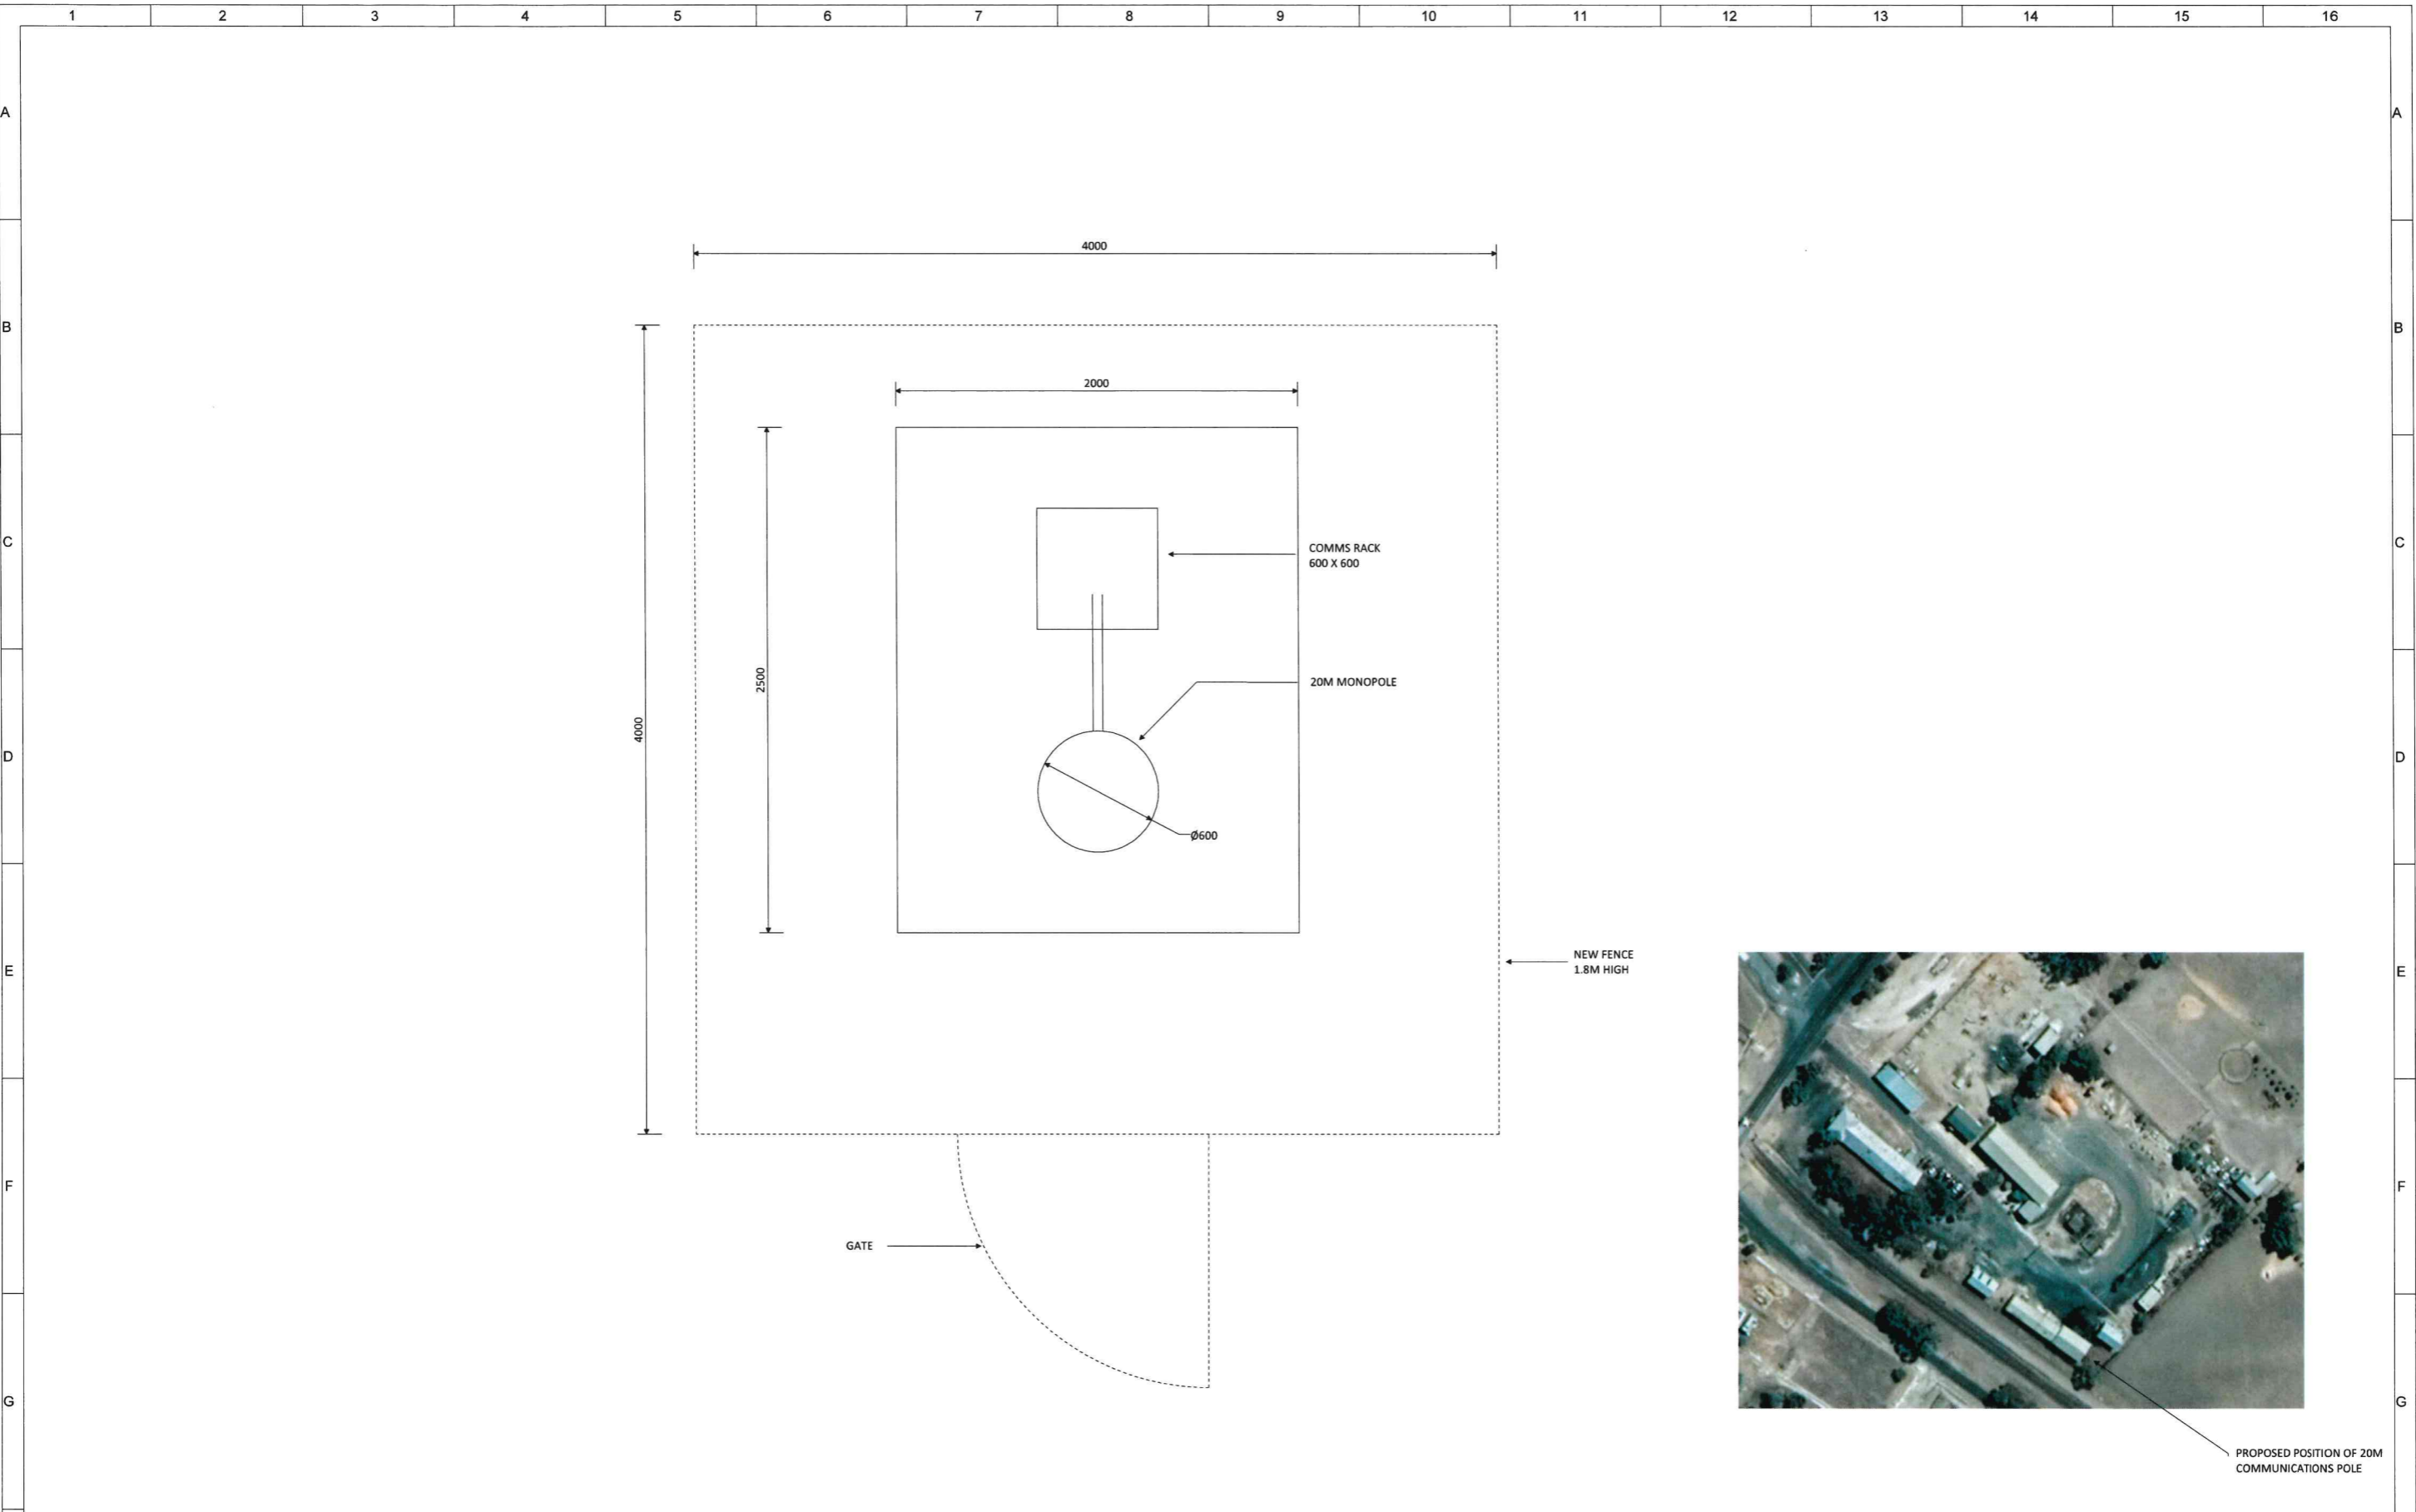 1 2 3 4 5 6 7 8 9 10 11 12 13 14 15 16
A A
4000
B B
2000
C C
COMMS RACK
600 X 600
2500
20M MONOPOLE
4000
D D
Ø600
NEW FENCE
1.8M HIGH
E E
F F
GATE
G G
PROPOSED POSITION OF 20M
COMMUNICATIONS POLE